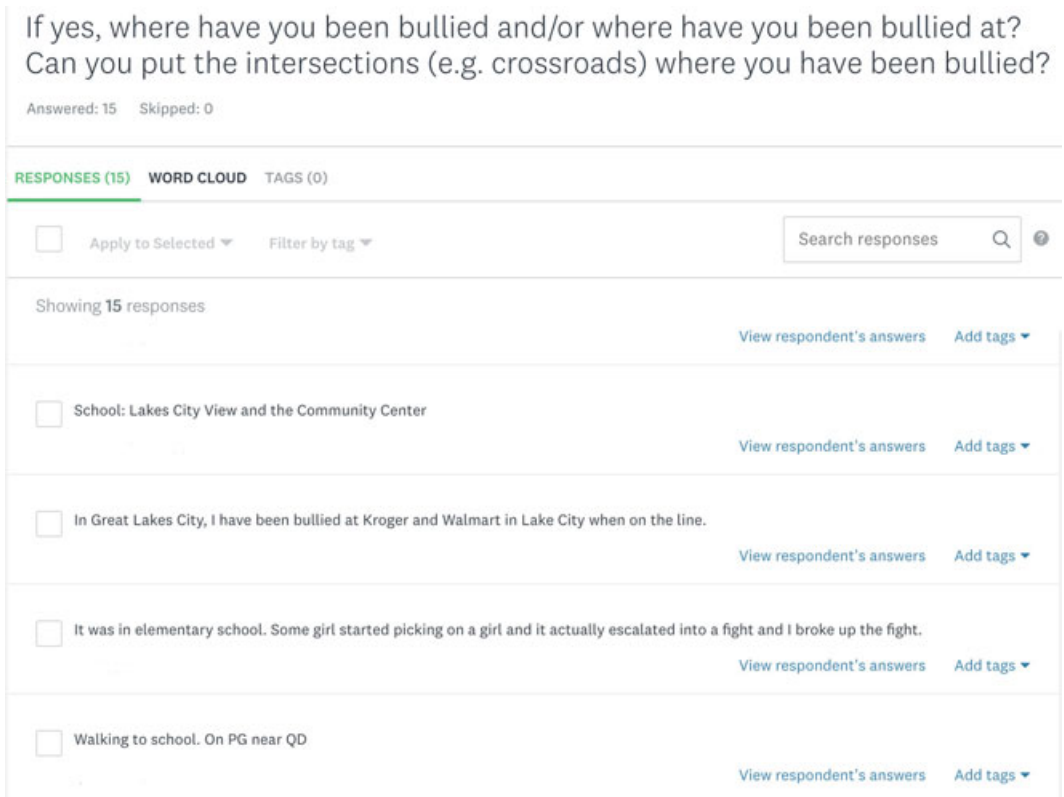 If yes, where have you been bullied and/or where have you been bullied at?
Can you put the intersections (e.g. crossroads) where you have been bullied?
Answered: 15 Skipped: 0
RESPONSES (15) WORD CLOUD TAGS (0)
Apply to Selected Filter by tag Search responses
Showing 15 responses
View respondent's answers Add tags
School: Lakes City View and the Community Center
View respondent's answers Add tags
In Great Lakes City, I have been bullied at Kroger and Walmart in Lake City when on the line.
View respondent's answers Add tags
It was in elementary school. Some girl started picking on a girl and it actually escalated into a fight and I broke up the fight.
View respondent's answers Add tags
Walking to school. On PG near QD
View respondent's answers Add tags